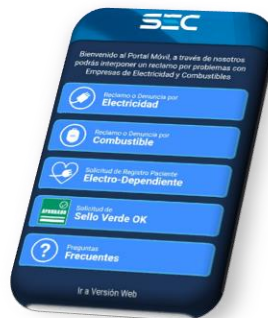 SEC
Bienvenido al Portal Móvil, a través de nosotros
podrás interponer un reclamo por problemas con
Empresas de Electricidad y Combustibles
Reclamo o Denuncia por
Electricidad
Reclamo o Denuncia por
Combustible
Solicitud de Registro Paciente
Electro-Dependiente
APROBADO
Solicitud de
Sello Verde OK
?
Preguntas
Frecuentes
Ir a Versión Web